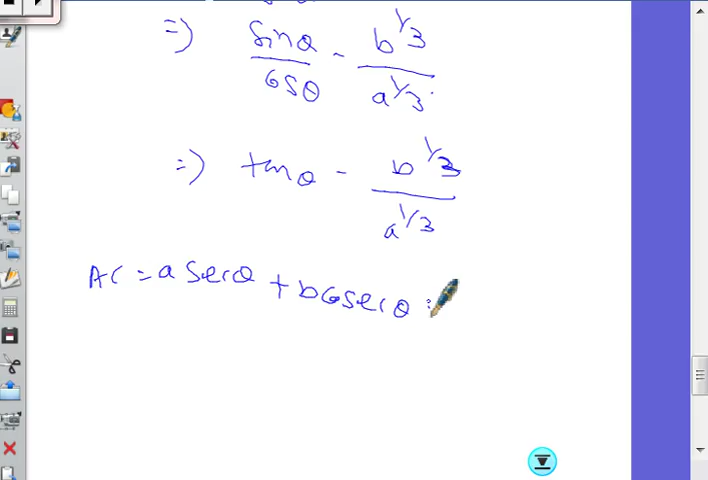 =) sinθ/cosθ - b^1/3/a^1/3
=) tanθ - b^1/3/a^1/3
AC = a secθ + b cosecθ =